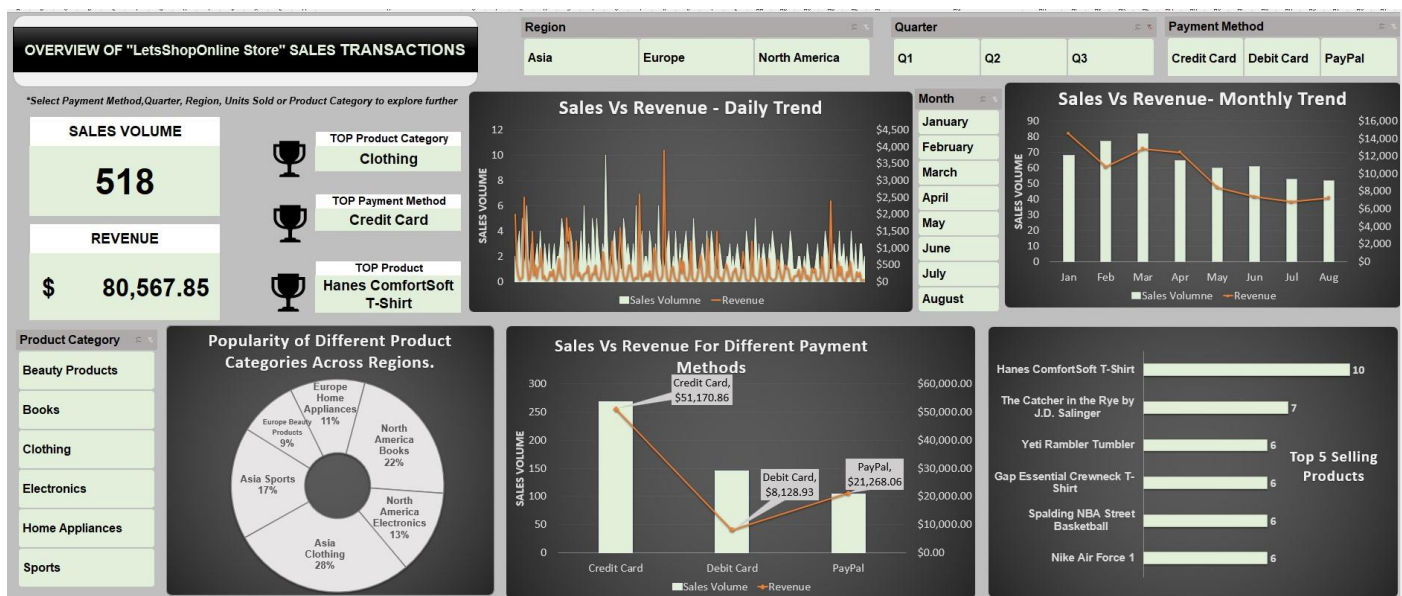 OVERVIEW OF "LetsShopOnline Store" SALES TRANSACTIONS
*Select Payment Method,Quarter, Region, Units Sold or Product Category to explore further
Region
Asia
Europe
North America
Quarter
Q1
Q2
Q3
Payment Method
Credit Card
Debit Card
PayPal
SALES VOLUME
518
REVENUE
$ 80,567.85
TOP Product Category
Clothing
TOP Payment Method
Credit Card
TOP Product
Hanes ComfortSoft
T-Shirt
Sales Vs Revenue - Daily Trend
12
10
8
6
4
2
0
SALES VOLUME
$4,500
$4,000
$3,500
$3,000
$2,500
$2,000
$1,500
$1,000
$500
$0
Sales Volumne
Revenue
Month
January
February
March
April
May
June
July
August
Sales Vs Revenue- Monthly Trend
90
80
70
60
50
40
30
20
10
0
SALES VOLUME
$16,000
$14,000
$12,000
$10,000
$8,000
$6,000
$4,000
$2,000
$0
Jan
Feb
Mar
Apr
May
Jun
Jul
Aug
Sales Volumne
Revenue
Product Category
Beauty Products
Books
Clothing
Electronics
Home Appliances
Sports
Popularity of Different Product
Categories Across Regions.
Europe
Home
Appliances
11%
Europe Beauty
Products
9%
North
America
Books
22%
Asia Sports
17%
North
America
Electronics
13%
Asia
Clothing
28%
Sales Vs Revenue For Different Payment
Methods
300
250
200
150
100
50
0
SALES VOLUME
Credit Card,
$51,170.86
Debit Card,
$8,128.93
PayPal,
$21,268.06
$60,000.00
$50,000.00
$40,000.00
$30,000.00
$20,000.00
$10,000.00
$0.00
Credit Card
Debit Card
PayPal
Sales Volume
Revenue
Hanes ComfortSoft T-Shirt
10
The Catcher in the Rye by
J.D. Salinger
7
Yeti Rambler Tumbler
6
Gap Essential Crewneck T-
Shirt
6
Spalding NBA Street
Basketball
6
Nike Air Force 1
6
Top 5 Selling
Products